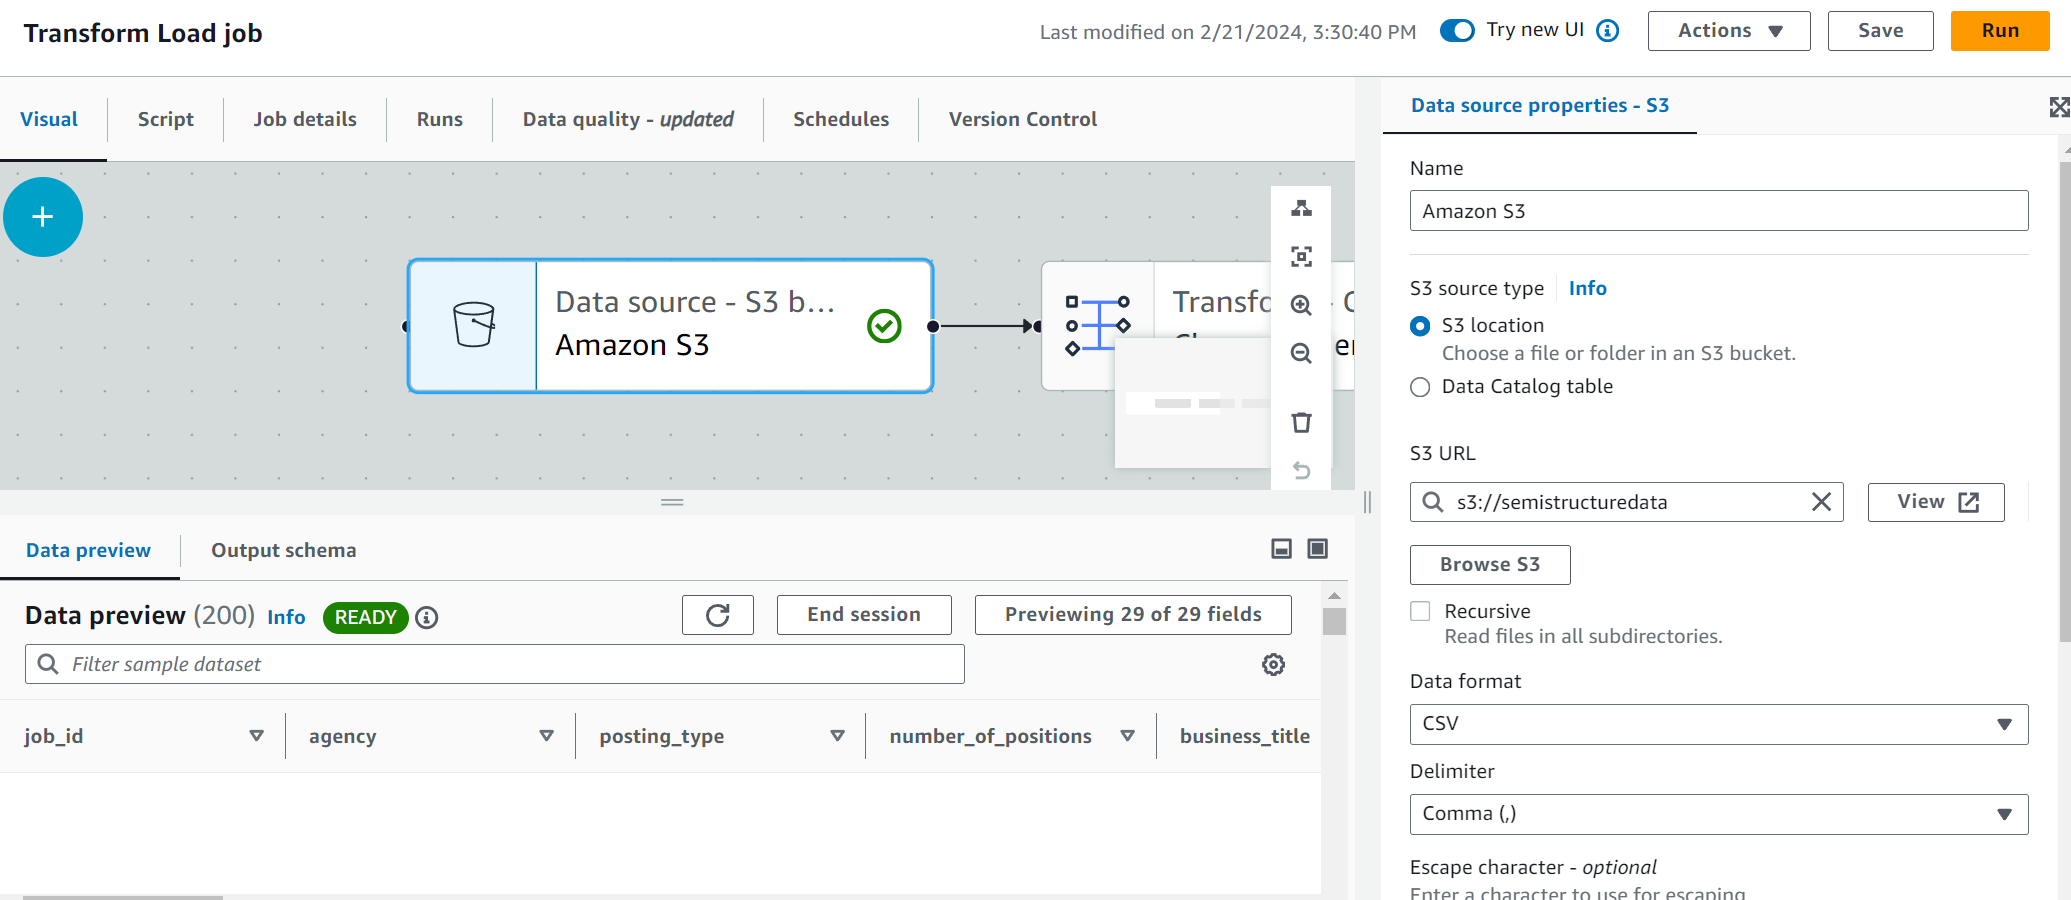 Transform Load job
Last modified on 2/21/2024, 3:30:40 PM
Try new UI
Actions
Save
Run
Visual
Script
Job details
Runs
Data quality - updated
Schedules
Version Control
Data source - S3 b...
Amazon S3
Data preview
Output schema
Data preview (200)
Info
READY
End session
Previewing 29 of 29 fields
Filter sample dataset
job_id
agency
posting_type
number_of_positions
business_title
Data source properties - S3
Name
Amazon S3
S3 source type
Info
S3 location
Choose a file or folder in an S3 bucket.
Data Catalog table
S3 URL
s3://semistructuredata
View
Browse S3
Recursive
Read files in all subdirectories.
Data format
CSV
Delimiter
Comma (,)
Escape character - optional
Enter a character to use for escaping